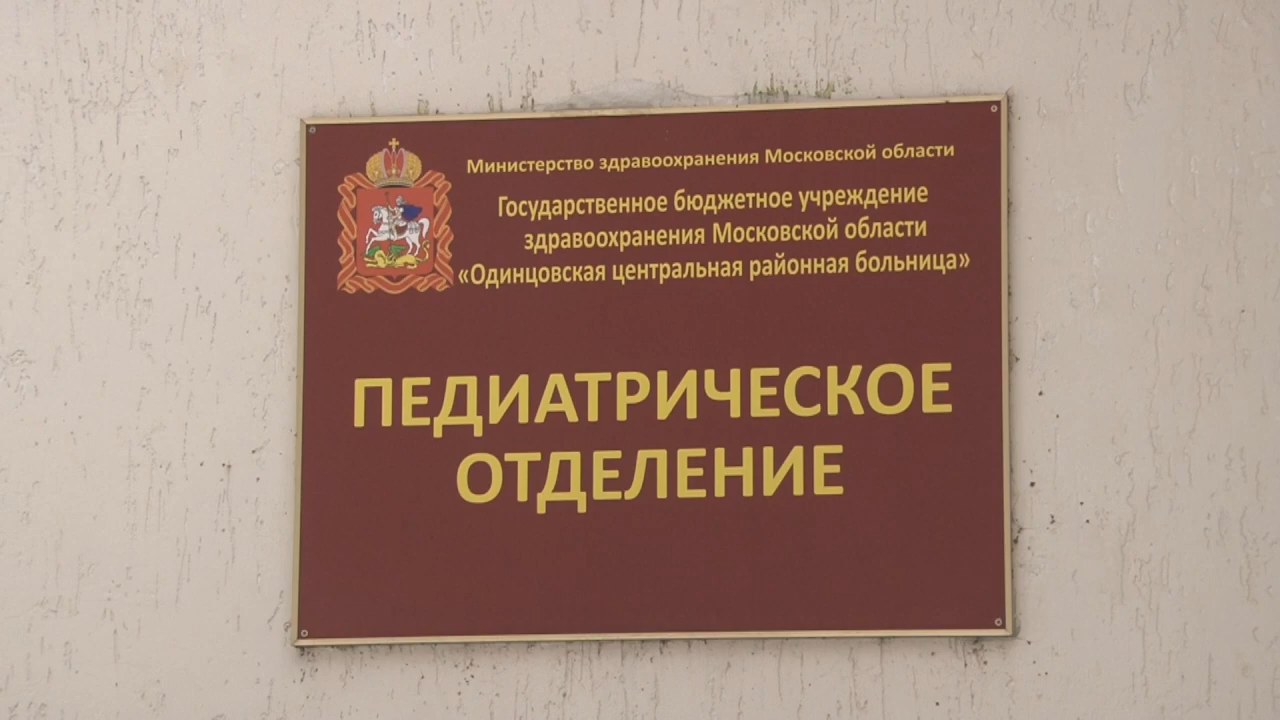 Министерство здравоохранения Московской области
Государственное бюджетное учреждение
здравоохранения Московской области
«Одинцовская центральная районная больница»
ПЕДИАТРИЧЕСКОЕ
ОТДЕЛЕНИЕ